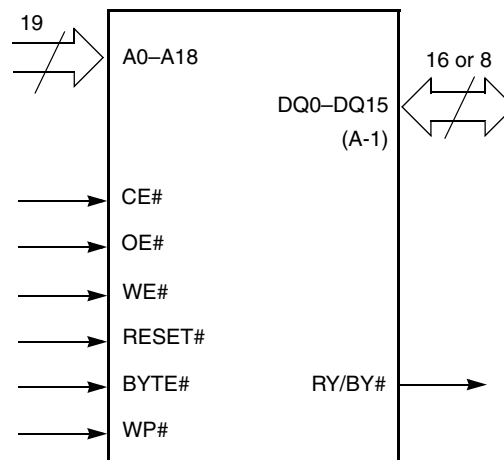 19
A0–A18
16 or 8
DQ0–DQ15
(A-1)
CE#
OE#
WE#
RESET#
BYTE#
RY/BY#
WP#